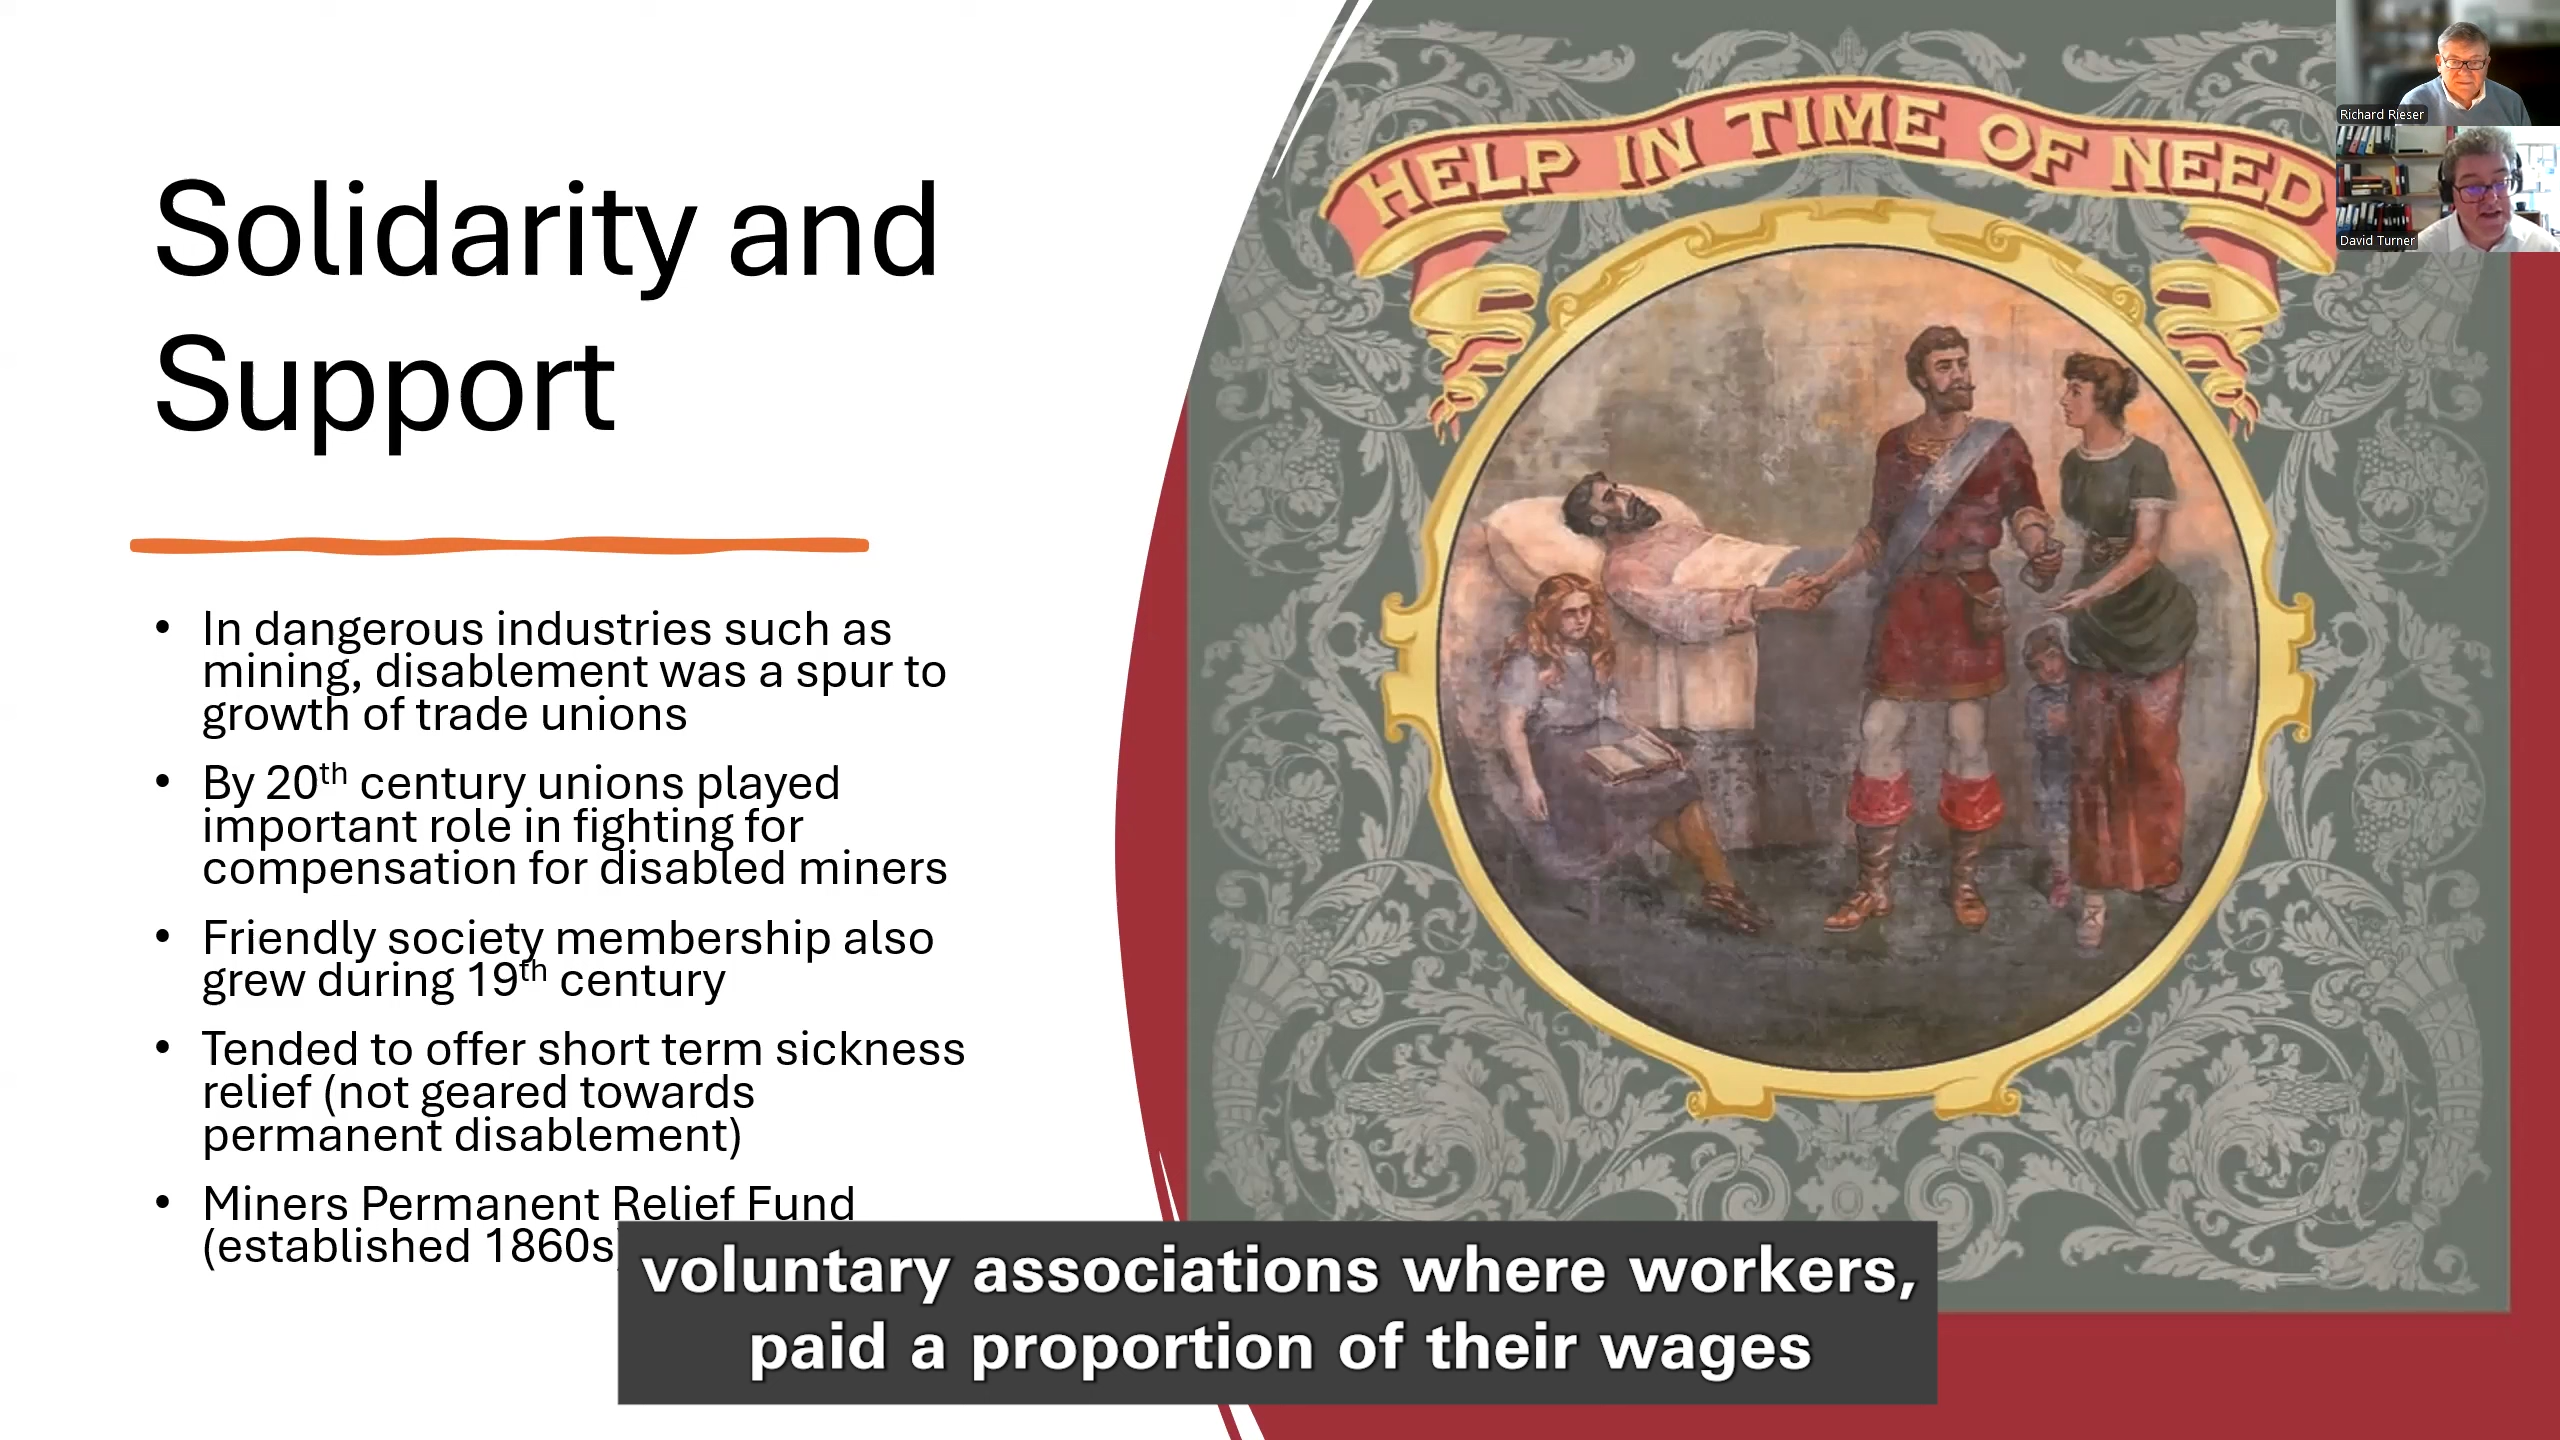 Solidarity and
Support
• In dangerous industries such as
mining, disablement was a spur to
growth of trade unions
• By 20th century unions played
important role in fighting for
compensation for disabled miners
• Friendly society membership also
grew during 19th century
• Tended to offer short term sickness
relief (not geared towards
permanent disablement)
• Miners Permanent Relief Fund
(established 1860s)
HELP IN TIME OF NEED
Richard Rieser
David Turner
voluntary associations where workers,
paid a proportion of their wages